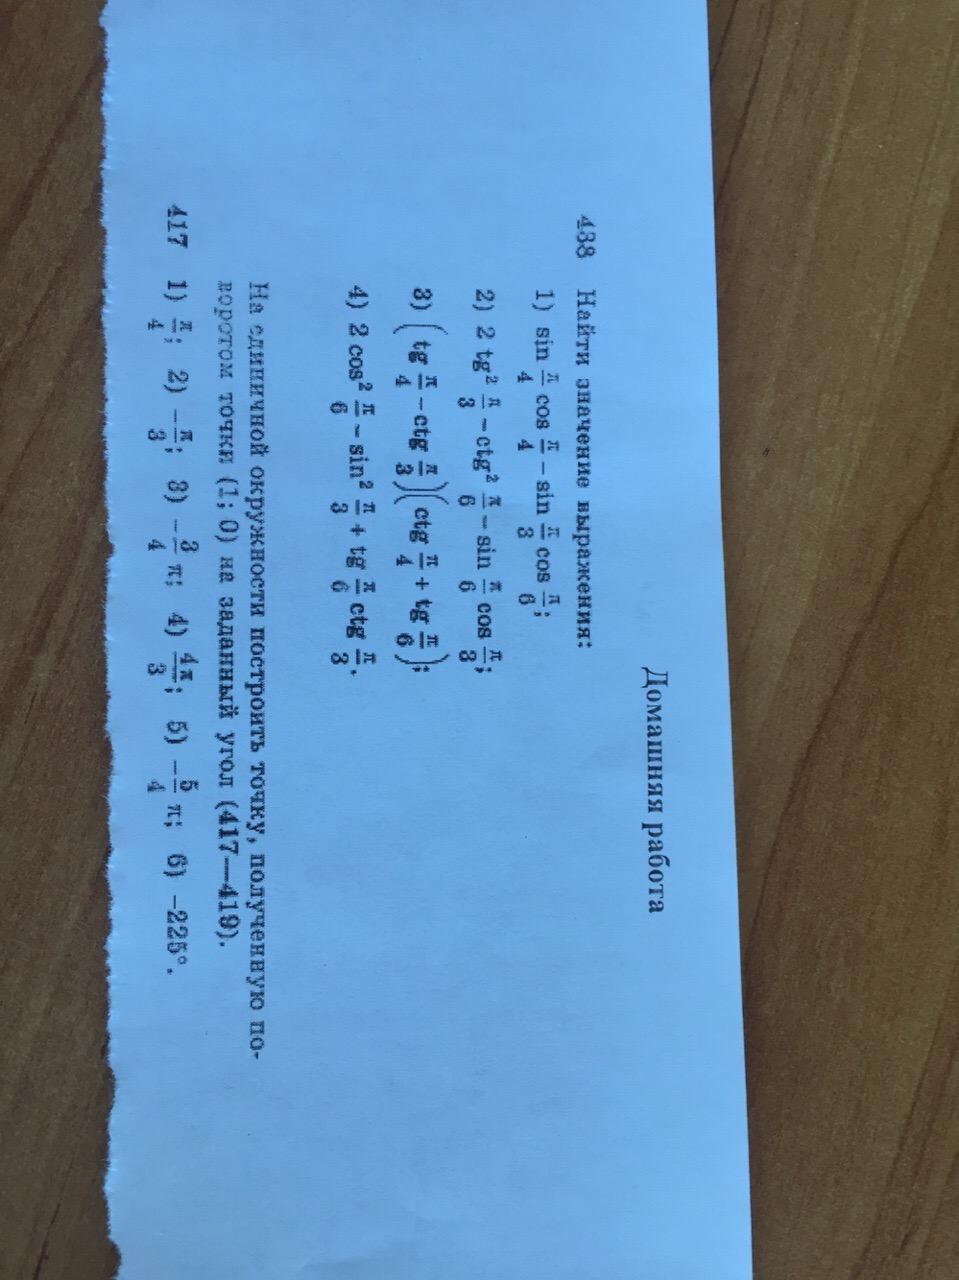 Домашняя работа
438 Найти значение выражения:
1) sin π/4 cos π/4 − sin π/3 cos π/6;
2) 2 tg² π/3 − ctg² π/6 − sin π/6 cos π/3;
3) (tg π/4 − ctg π/3)(ctg π/4 + tg π/6);
4) 2 cos² π/6 − sin² π/3 + tg π/6 ctg π/3.
На единичной окружности построить точку, полученную по-
воротом точки (1; 0) на заданный угол (417—419).
417 1) π/4; 2) −π/3; 3) −3/4 π; 4) 4π/3; 5) −5/4 π; 6) −225°.